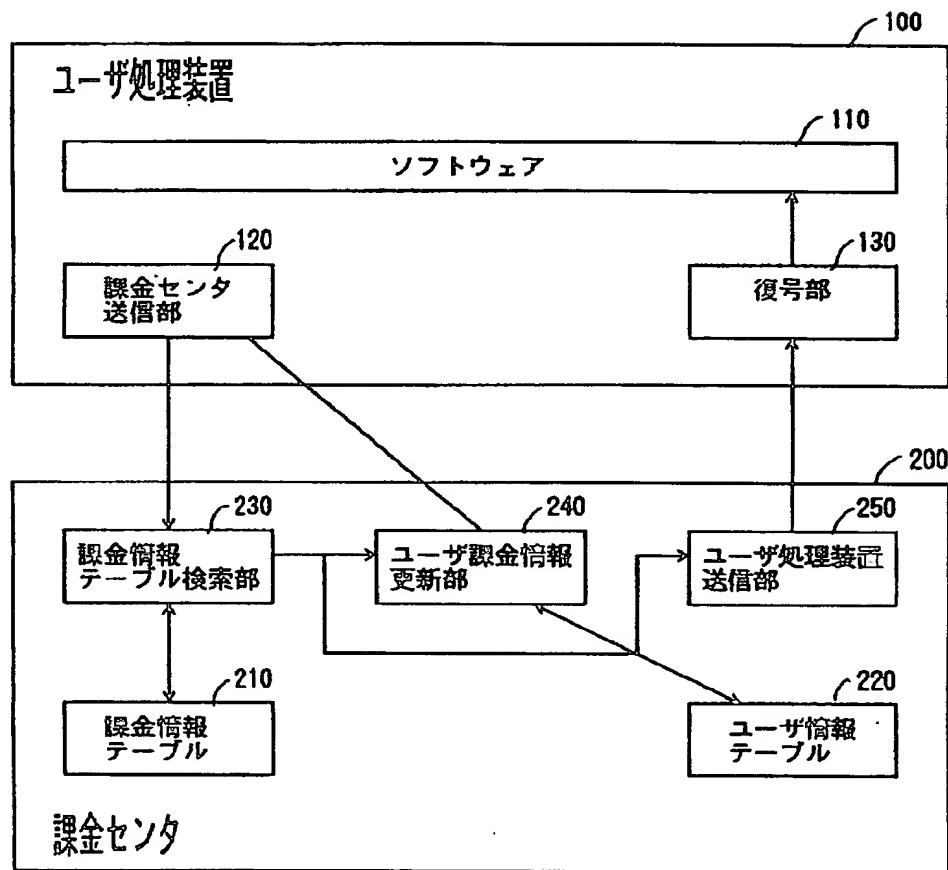 100
ユーザ処理装置
110
ソフトウェア
120
130
課金センタ
送信部
復号部
200
230
240
250
課金情報
テーブル検索部
ユーザ課金情報
更新部
ユーザ処理装置
送信部
210
220
課金情報
テーブル
ユーザ情報
テーブル
課金センタ